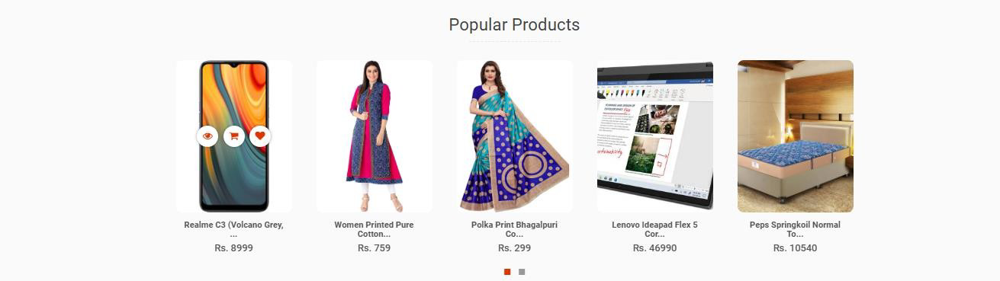 Popular Products
Realme C3 (Volcano Grey,
...
Rs. 8999
Women Printed Pure
Cotton...
Rs. 759
Polka Print Bhagalpuri
Co...
Rs. 299
Lenovo Ideapad Flex 5
Cor...
Rs. 46990
Peps Springkoil Normal
To...
Rs. 10540